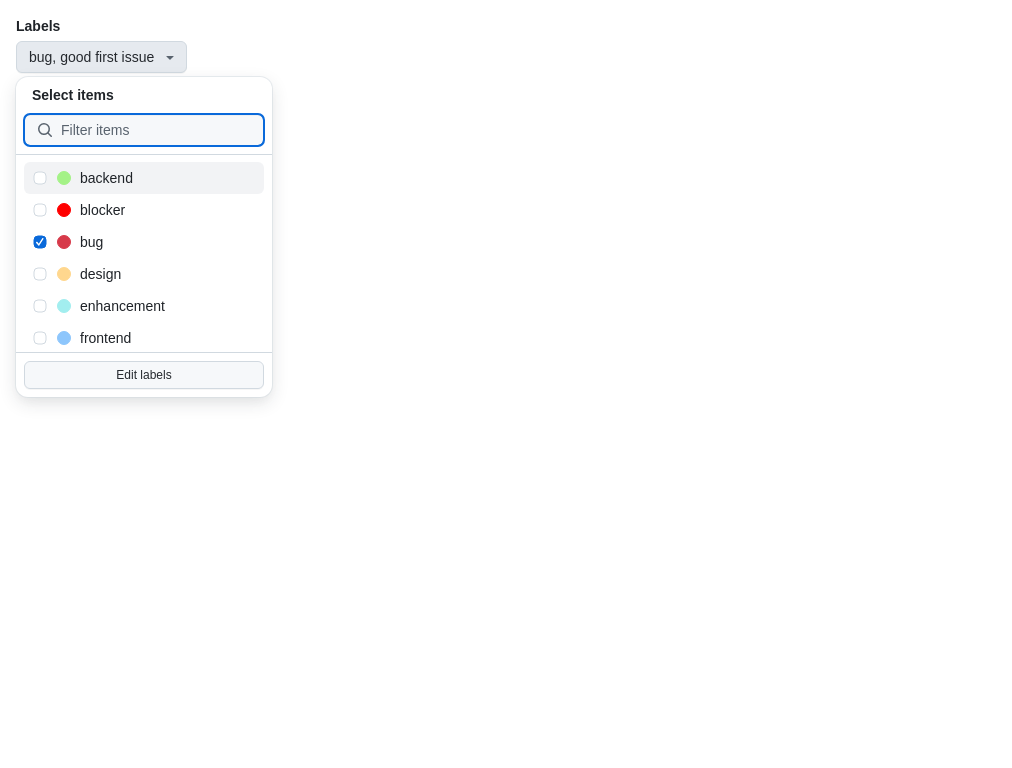 Labels
bug, good first issue
Select items
Filter items
backend
blocker
bug
design
enhancement
frontend
Edit labels